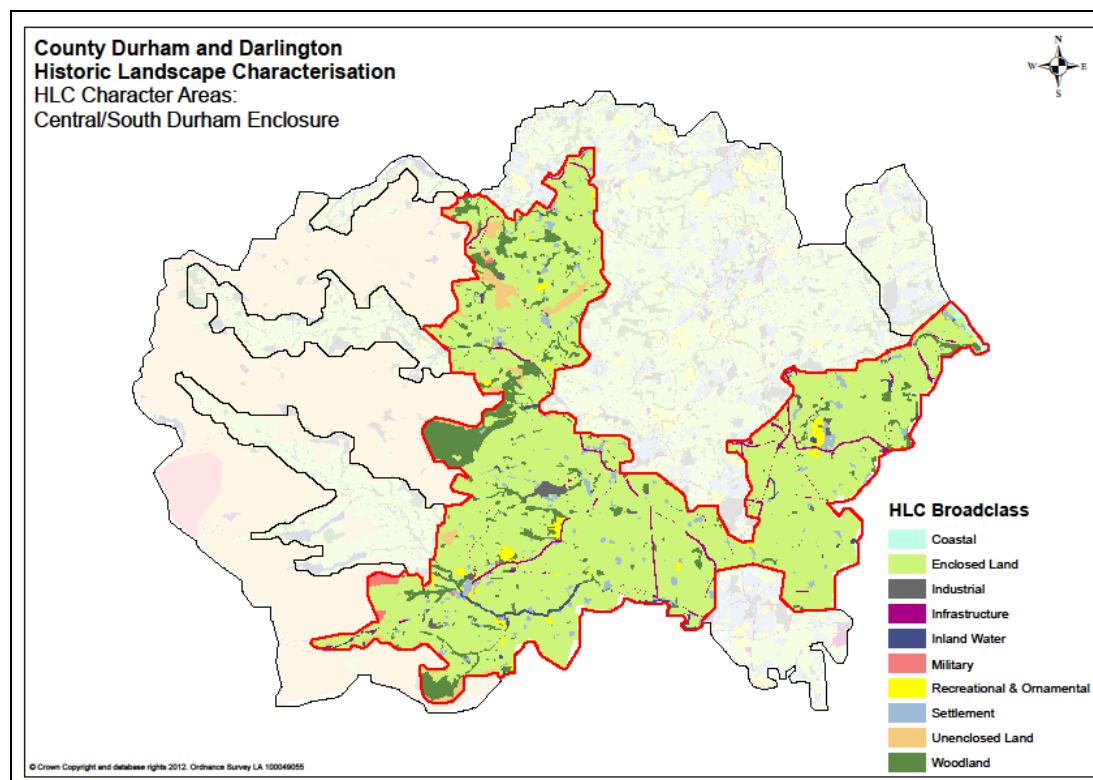 County Durham and Darlington
Historic Landscape Characterisation
HLC Character Areas:
Central/South Durham Enclosure
N
W E
S
HLC Broadclass
Coastal
Enclosed Land
Industrial
Infrastructure
Inland Water
Military
Recreational & Ornamental
Settlement
Unenclosed Land
Woodland
© Crown Copyright and database rights 2012. Ordnance Survey LA 100049055